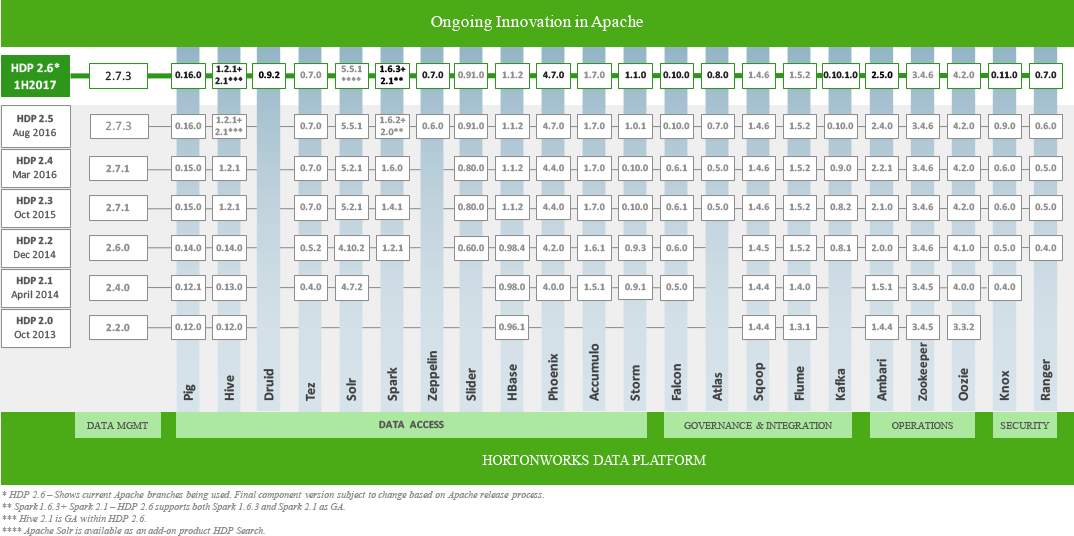 Ongoing Innovation in Apache
HDP 2.6*
1H2017
2.7.3 0.16.0 1.2.1+ 2.1*** 0.9.2 0.7.0 5.5.1 **** 1.6.3+ 2.1** 0.7.0 0.91.0 1.1.2 4.7.0 1.7.0 1.1.0 0.10.0 0.8.0 1.4.6 1.5.2 0.10.1.0 2.5.0 3.4.6 4.2.0 0.11.0 0.7.0
HDP 2.5
Aug 2016
2.7.3 0.16.0 1.2.1+ 2.1*** 0.7.0 5.5.1 1.6.2+ 2.0** 0.6.0 0.91.0 1.1.2 4.7.0 1.7.0 1.0.1 0.10.0 0.7.0 1.4.6 1.5.2 0.10.0 2.4.0 3.4.6 4.2.0 0.9.0 0.6.0
HDP 2.4
Mar 2016
2.7.1 0.15.0 1.2.1 0.7.0 5.2.1 1.6.0 0.80.0 1.1.2 4.4.0 1.7.0 0.10.0 0.6.1 0.5.0 1.4.6 1.5.2 0.9.0 2.2.1 3.4.6 4.2.0 0.6.0 0.5.0
HDP 2.3
Oct 2015
2.7.1 0.15.0 1.2.1 0.7.0 5.2.1 1.4.1 0.80.0 1.1.2 4.4.0 1.7.0 0.10.0 0.6.1 0.5.0 1.4.6 1.5.2 0.8.2 2.1.0 3.4.6 4.2.0 0.6.0 0.5.0
HDP 2.2
Dec 2014
2.6.0 0.14.0 0.14.0 0.5.2 4.10.2 1.2.1 0.60.0 0.98.4 4.2.0 1.6.1 0.9.3 0.6.0 1.4.5 1.5.2 0.8.1 2.0.0 3.4.6 4.1.0 0.5.0 0.4.0
HDP 2.1
April 2014
2.4.0 0.12.1 0.13.0 0.4.0 4.7.2 0.98.0 4.0.0 1.5.1 0.9.1 0.5.0 1.4.4 1.4.0 1.5.1 3.4.5 4.0.0 0.4.0
HDP 2.0
Oct 2013
2.2.0 0.12.0 0.12.0 0.96.1 1.4.4 1.3.1 1.4.4 3.4.5 3.3.2
Pig Hive Druid Tez Solr Spark Zeppelin Slider HBase Phoenix Accumulo Storm Falcon Atlas Sqoop Flume Kafka Ambari Zookeeper Oozie Knox Ranger
DATA MGMT DATA ACCESS GOVERNANCE & INTEGRATION OPERATIONS SECURITY
HORTONWORKS DATA PLATFORM
* HDP 2.6 – Shows current Apache branches being used. Final component version subject to change based on Apache release process.
** Spark 1.6.3+ Spark 2.1 – HDP 2.6 supports both Spark 1.6.3 and Spark 2.1 as GA.
*** Hive 2.1 is GA within HDP 2.6.
**** Apache Solr is available as an add-on product HDP Search.